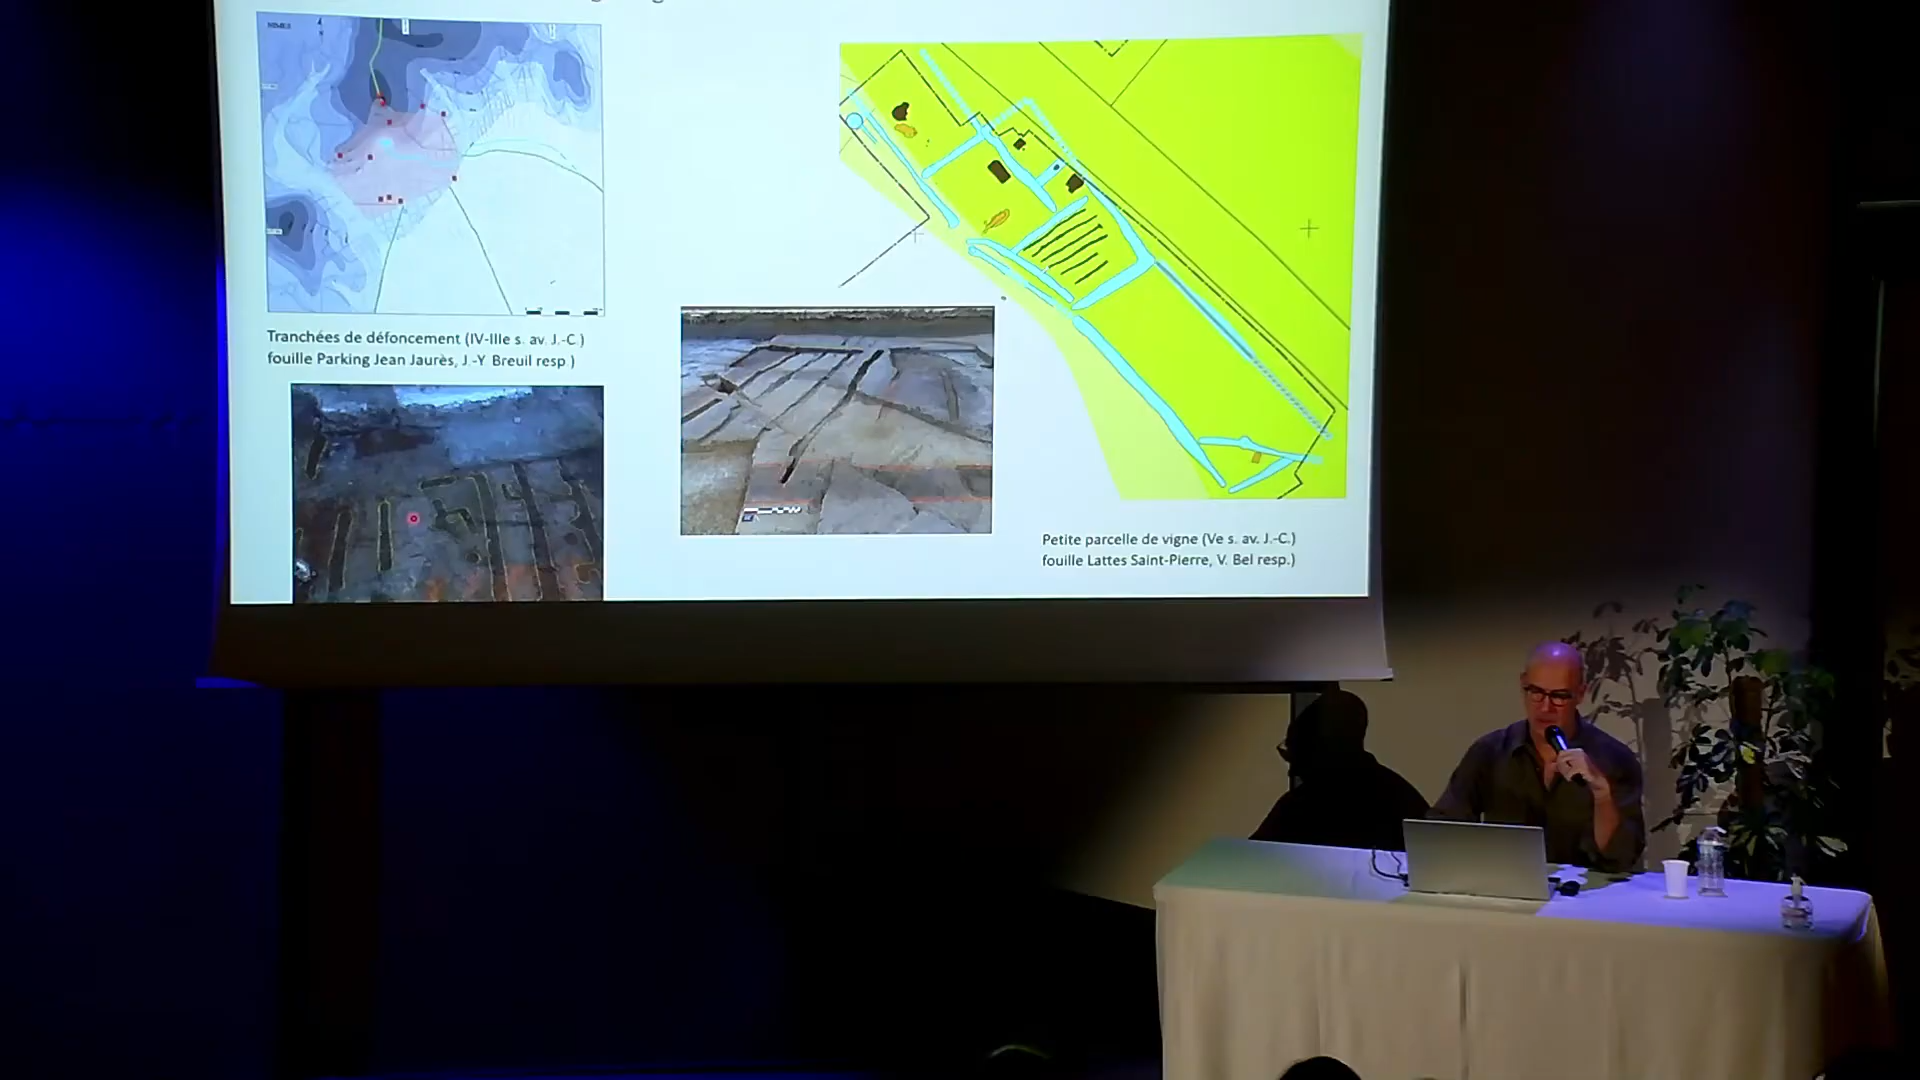 NIMES
Tranchées de défoncement (IV-IIIe s. av. J.-C.)
fouille Parking Jean Jaurès, J.-Y Breuil resp.)
Petite parcelle de vigne (Ve s. av. J.-C.)
fouille Lattes Saint-Pierre, V. Bel resp.)